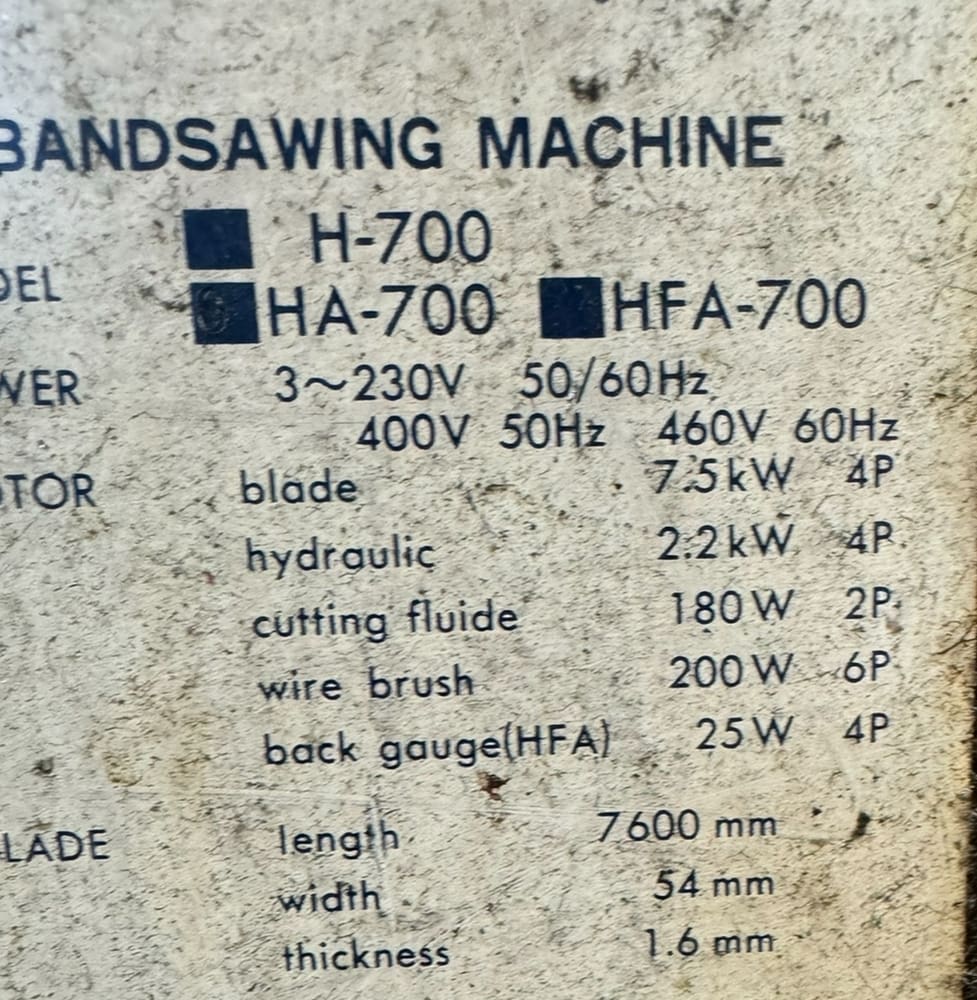 BANDSAWING MACHINE
H-700
DEL
HA-700 HFA-700
WER 3~230V 50/60Hz
400V 50Hz 460V 60Hz
OTOR blade 7.5kW 4P
hydraulic 2.2kW 4P
cutting fluide 180W 2P
wire brush 200W 6P
back gauge(HFA) 25W 4P
LADE length 7600 mm
width 54 mm
thickness 1.6 mm